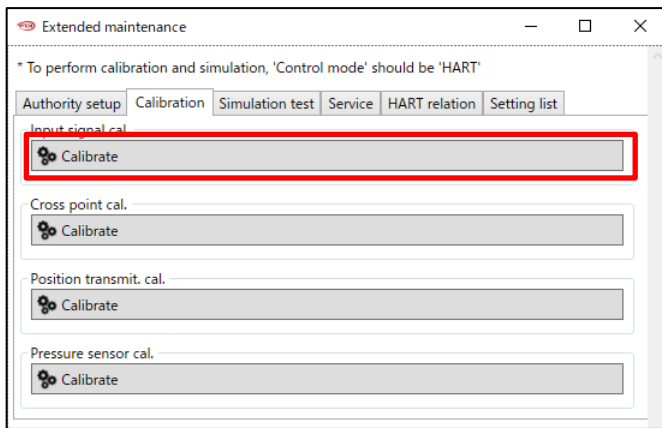 Extended maintenance
* To perform calibration and simulation, 'Control mode' should be 'HART'
Authority setup Calibration Simulation test Service HART relation Setting list
Input signal cal.
Calibrate
Cross point cal.
Calibrate
Position transmit. cal.
Calibrate
Pressure sensor cal.
Calibrate